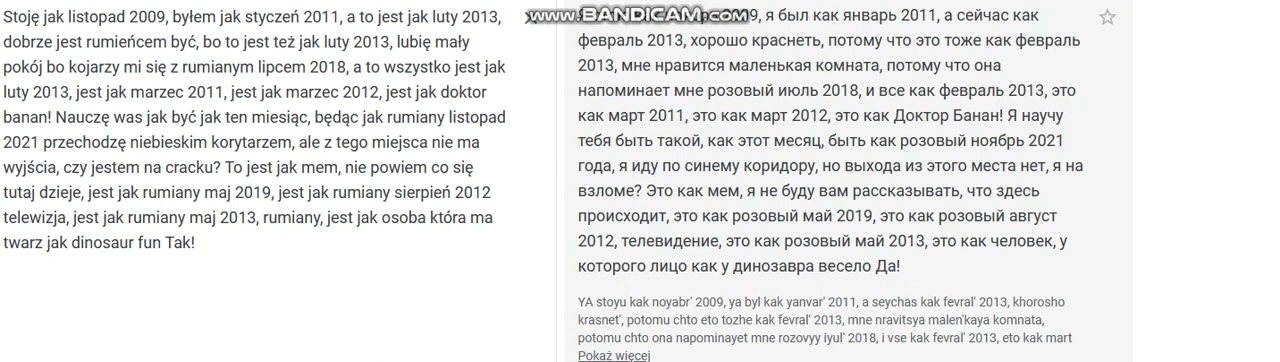 Stoję jak listopad 2009, byłem jak styczeń 2011, a to jest jak luty 2013,
dobrze jest rumieńcem być, bo to jest też jak luty 2013, lubię mały
pokój bo kojarzy mi się z rumianym lipcem 2018, a to wszystko jest jak
luty 2013, jest jak marzec 2011, jest jak marzec 2012, jest jak doktor
banan! Nauczę was jak być jak ten miesiąc, będąc jak rumiany listopad
2021 przechodzę niebieskim korytarzem, ale z tego miejsca nie ma
wyjścia, czy jestem na cracku? To jest jak mem, nie powiem co się
tutaj dzieje, jest jak rumiany maj 2019, jest jak rumiany sierpień 2012
telewizja, jest jak rumiany maj 2013, rumiany, jest jak osoba która ma
twarz jak dinosaur fun Tak!
www.BANDICAM.com
2009, я был как январь 2011, а сейчас как
февраль 2013, хорошо краснеть, потому что это тоже как февраль
2013, мне нравится маленькая комната, потому что она
напоминает мне розовый июль 2018, и все как февраль 2013, это
как март 2011, это как март 2012, это как Доктор Банан! Я научу
тебя быть такой, как этот месяц, быть как розовый ноябрь 2021
года, я иду по синему коридору, но выхода из этого места нет, я на
взломе? Это как мем, я не буду вам рассказывать, что здесь
происходит, это как розовый май 2019, это как розовый август
2012, телевидение, это как розовый май 2013, это как человек, у
которого лицо как у динозавра весело Да!
YA stoyu kak noyabr' 2009, ya byl kak yanvar' 2011, a seychas kak fevral' 2013, khorosho
krasnet', potomu chto eto tozhe kak fevral' 2013, mne nravitsya malen'kaya komnata,
potomu chto ona napominayet mne rozovyy iyul' 2018, i vse kak fevral' 2013, eto kak mart
Pokaż więcej